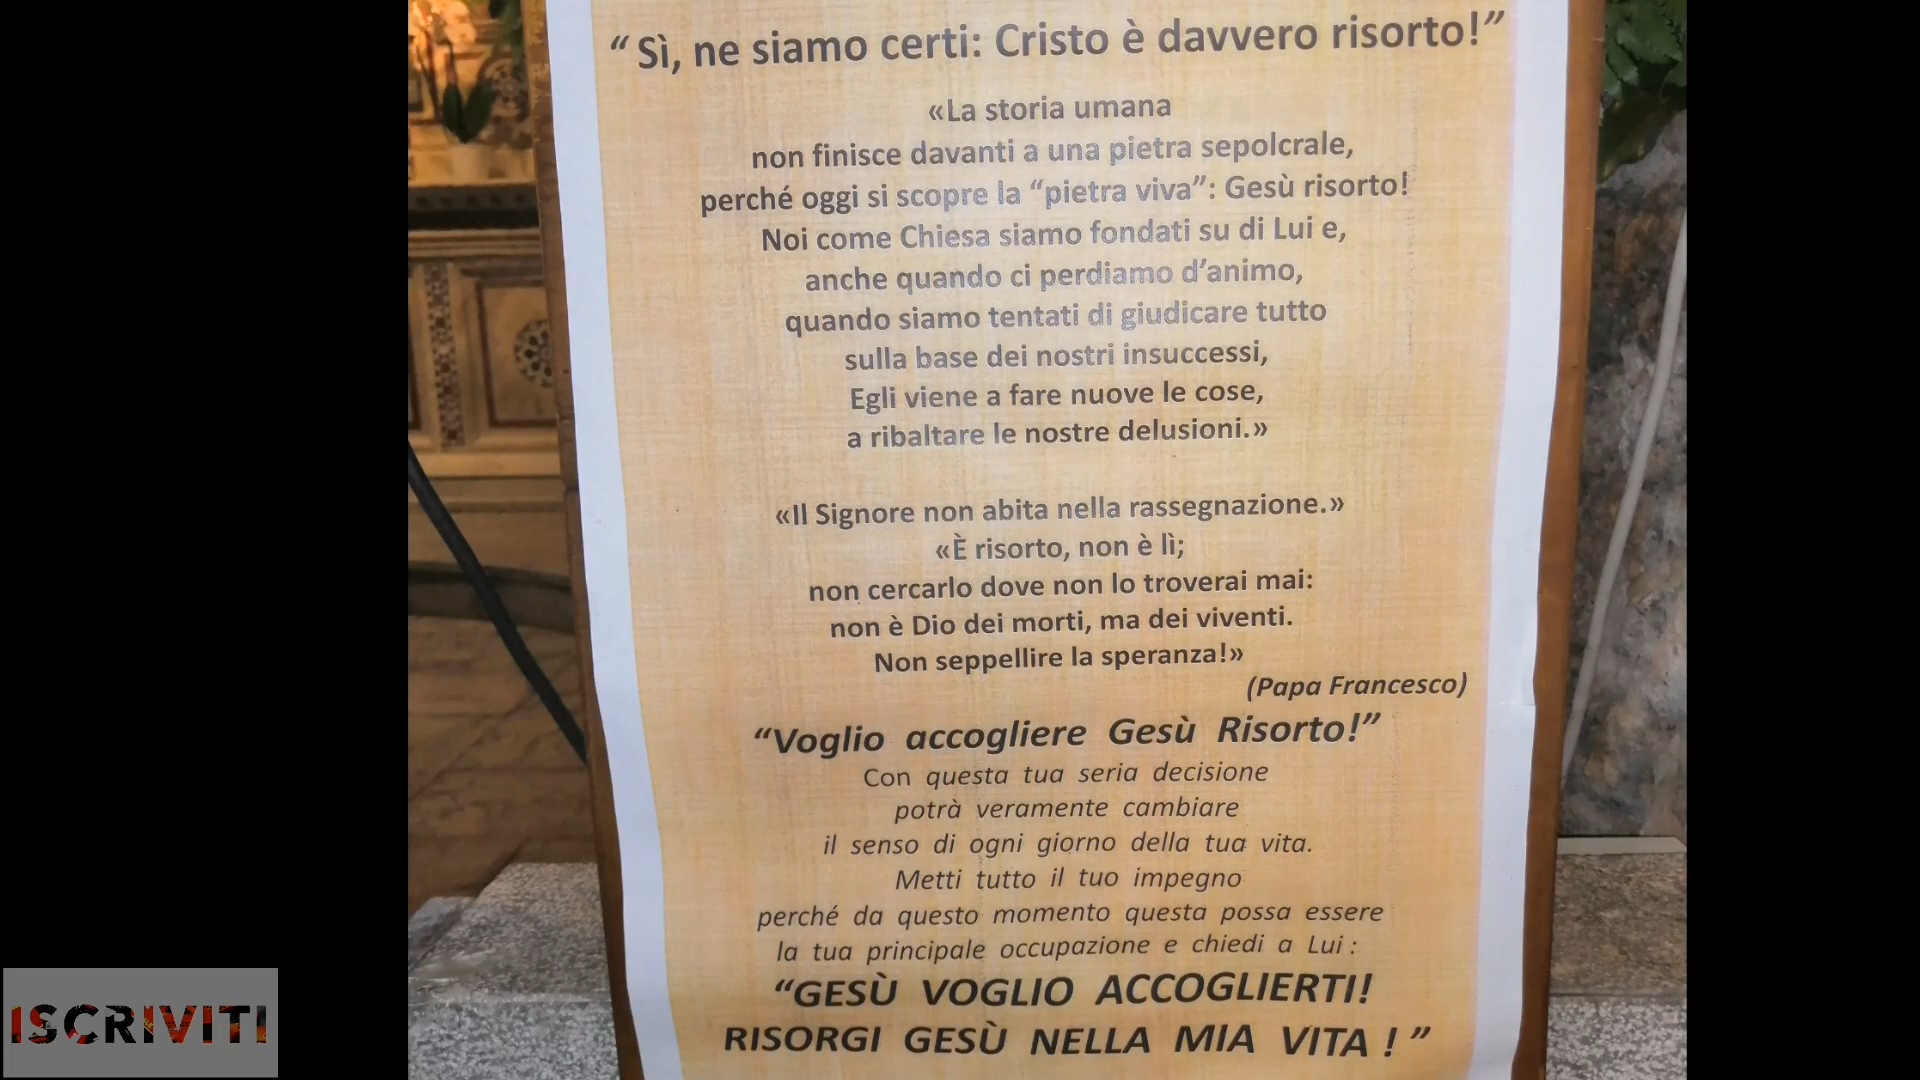 “ Sì, ne siamo certi: Cristo è davvero risorto!”
«La storia umana
non finisce davanti a una pietra sepolcrale,
perché oggi si scopre la “pietra viva”: Gesù risorto!
Noi come Chiesa siamo fondati su di Lui e,
anche quando ci perdiamo d’animo,
quando siamo tentati di giudicare tutto
sulla base dei nostri insuccessi,
Egli viene a fare nuove le cose,
a ribaltare le nostre delusioni.»
«Il Signore non abita nella rassegnazione.»
«È risorto, non è lì;
non cercarlo dove non lo troverai mai:
non è Dio dei morti, ma dei viventi.
Non seppellire la speranza!»
(Papa Francesco)
“Voglio accogliere Gesù Risorto!”
Con questa tua seria decisione
potrà veramente cambiare
il senso di ogni giorno della tua vita.
Metti tutto il tuo impegno
perché da questo momento questa possa essere
la tua principale occupazione e chiedi a Lui :
“GESÙ VOGLIO ACCOGLIERTI!
RISORGI GESÙ NELLA MIA VITA ! ”
ISCRIVITI